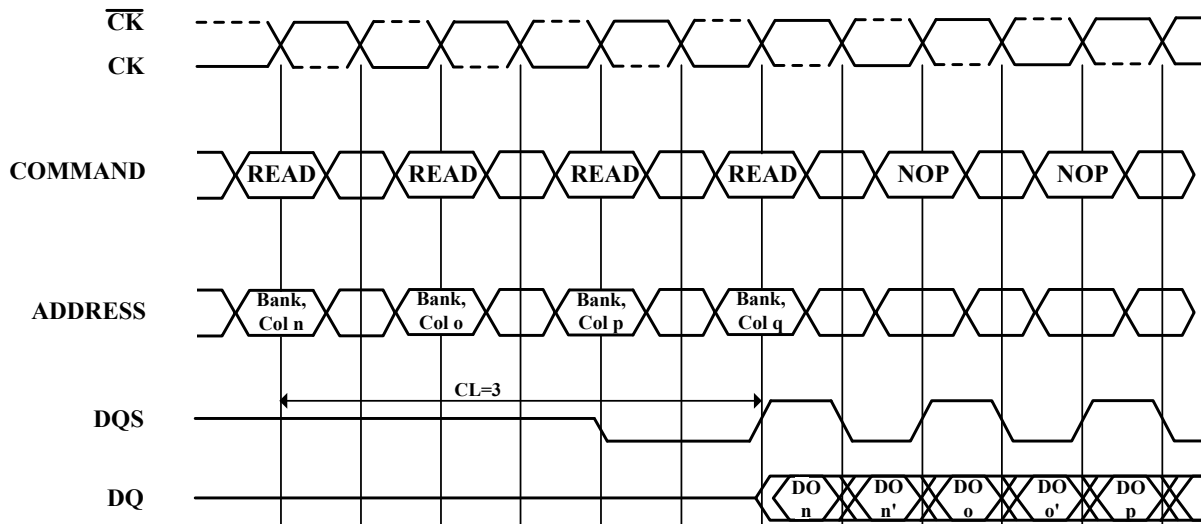 CK
CK
COMMAND READ READ READ READ NOP NOP
ADDRESS Bank, Col n Bank, Col o Bank, Col p Bank, Col q
CL=3
DQS
DQ DO n DO n' DO o DO o' DO p